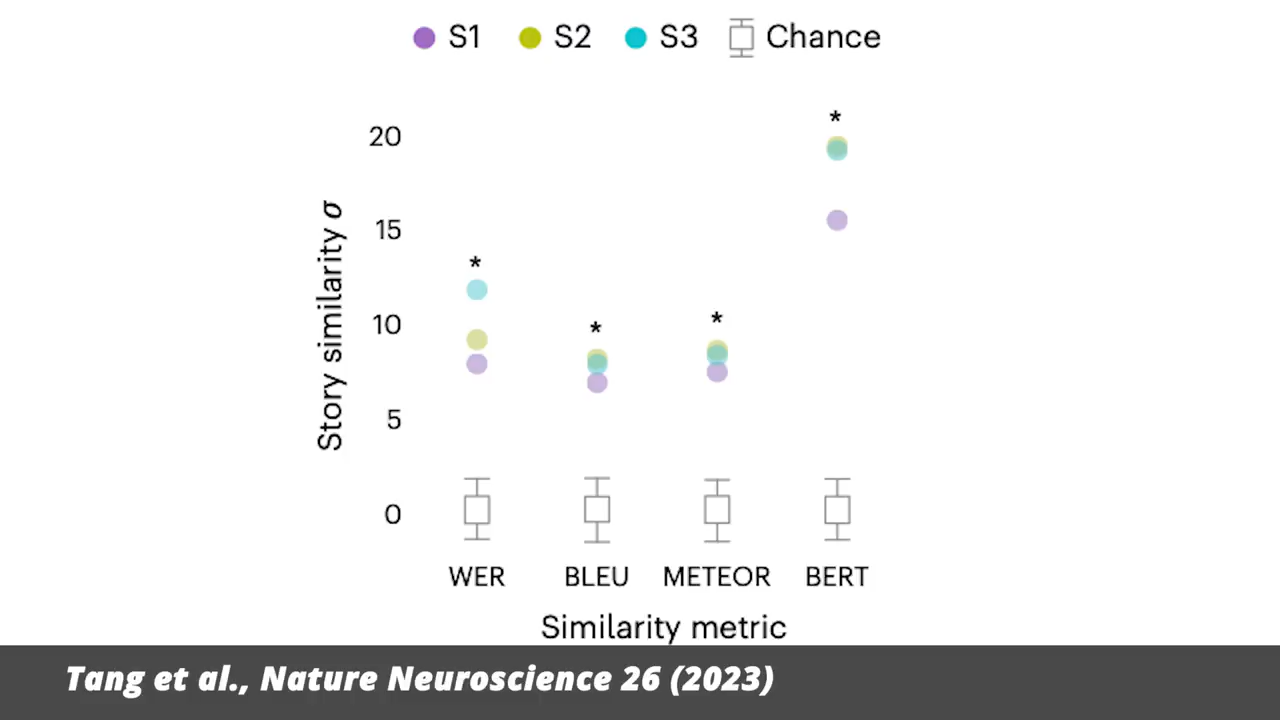 S1 S2 S3 Chance
*
20
15
*
10
*
*
5
0
Story similarity σ
WER BLEU METEOR BERT
Similarity metric
Tang et al., Nature Neuroscience 26 (2023)